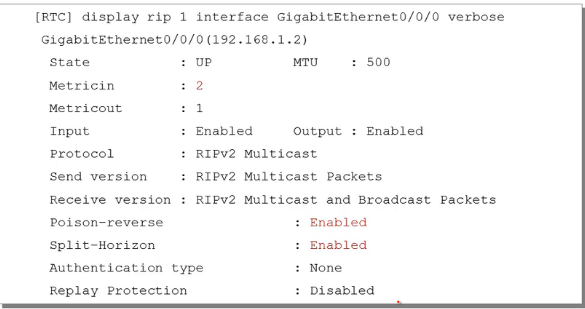 [RTC] display rip 1 interface GigabitEthernet0/0/0 verbose
GigabitEthernet0/0/0(192.168.1.2)
State : UP MTU : 500
Metricin : 2
Metricout : 1
Input : Enabled Output : Enabled
Protocol : RIPv2 Multicast
Send version : RIPv2 Multicast Packets
Receive version : RIPv2 Multicast and Broadcast Packets
Poison-reverse : Enabled
Split-Horizon : Enabled
Authentication type : None
Replay Protection : Disabled